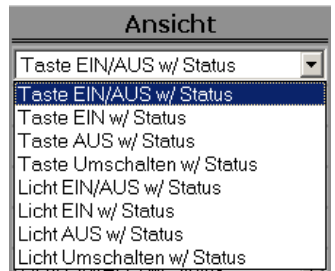 Ansicht
Taste EIN/AUS w/ Status
Taste EIN/AUS w/ Status
Taste EIN w/ Status
Taste AUS w/ Status
Taste Umschalten w/ Status
Licht EIN/AUS w/ Status
Licht EIN w/ Status
Licht AUS w/ Status
Licht Umschalten w/ Status